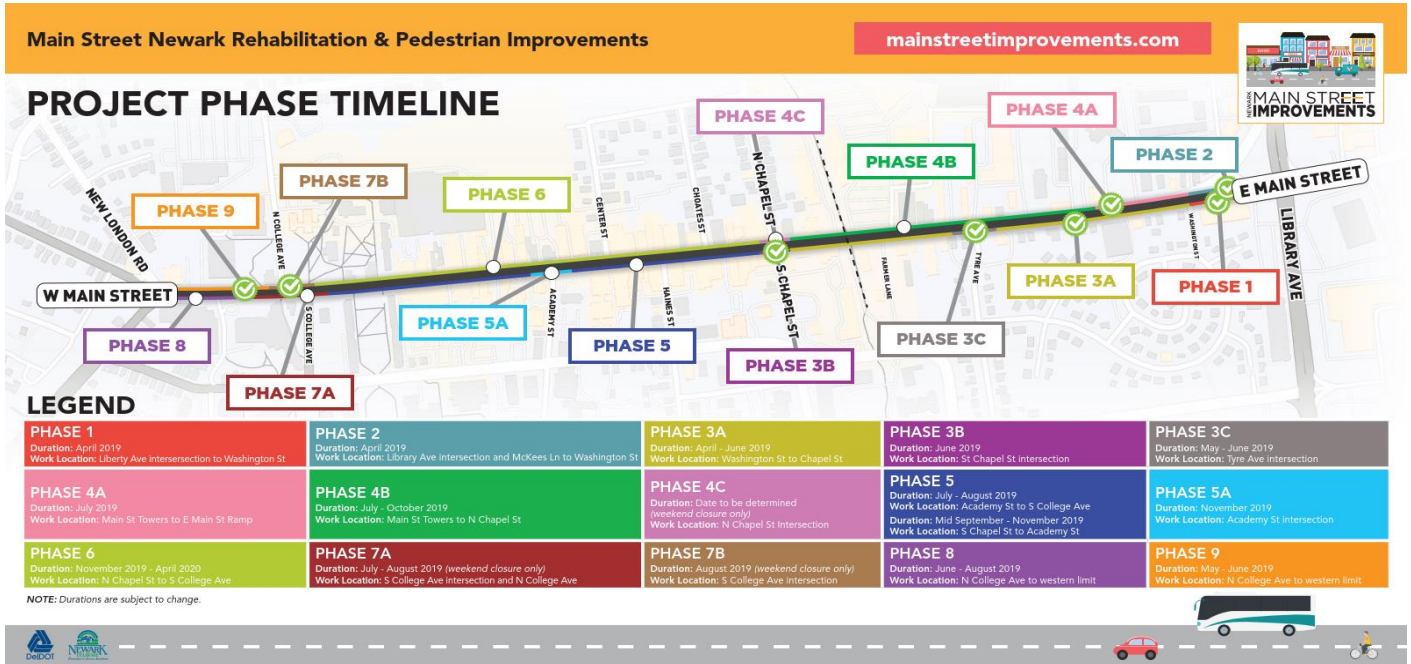 Main Street Newark Rehabilitation & Pedestrian Improvements
mainstreetimprovements.com
NEWARK
MAIN STREET
IMPROVEMENTS
PROJECT PHASE TIMELINE
PHASE 4C
PHASE 4A
PHASE 2
PHASE 4B
PHASE 7B
PHASE 6
PHASE 9
E MAIN STREET
NEW LONDON RD
N COLLEGE AVE
CENTER ST
CHOATES ST
N CHAPEL ST
WASHINGTON ST
LIBRARY AVE
W MAIN STREET
S COLLEGE AVE
ACADEMY ST
HAINES ST
S CHAPEL ST
FARMER LANE
TYRE AVE
PHASE 3A
PHASE 1
PHASE 8
PHASE 5A
PHASE 5
PHASE 3C
PHASE 3B
PHASE 7A
LEGEND
PHASE 1
Duration: April 2019
Work Location: Liberty Ave intersersection to Washington St
PHASE 2
Duration: April 2019
Work Location: Library Ave intersection and McKees Ln to Washington St
PHASE 3A
Duration: April - June 2019
Work Location: Washington St to Chapel St
PHASE 3B
Duration: June 2019
Work Location: St Chapel St intersection
PHASE 3C
Duration: May - June 2019
Work Location: Tyre Ave intersection
PHASE 4A
Duration: July 2019
Work Location: Main St Towers to E Main St Ramp
PHASE 4B
Duration: July - October 2019
Work Location: Main St Towers to N Chapel St
PHASE 4C
Duration: Date to be determined
(weekend closure only)
Work Location: N Chapel St Intersection
PHASE 5
Duration: July - August 2019
Work Location: Academy St to S College Ave
Duration: Mid September - November 2019
Work Location: S Chapel St to Academy St
PHASE 5A
Duration: November 2019
Work Location: Academy St intersection
PHASE 6
Duration: November 2019 - April 2020
Work Location: N Chapel St to S College Ave
PHASE 7A
Duration: July - August 2019 (weekend closure only)
Work Location: S College Ave intersection and N College Ave
PHASE 7B
Duration: August 2019 (weekend closure only)
Work Location: S College Ave intersection
PHASE 8
Duration: June - August 2019
Work Location: N College Ave to western limit
PHASE 9
Duration: May - June 2019
Work Location: N College Ave to western limit
NOTE: Durations are subject to change.
DelDOT
NEWARK